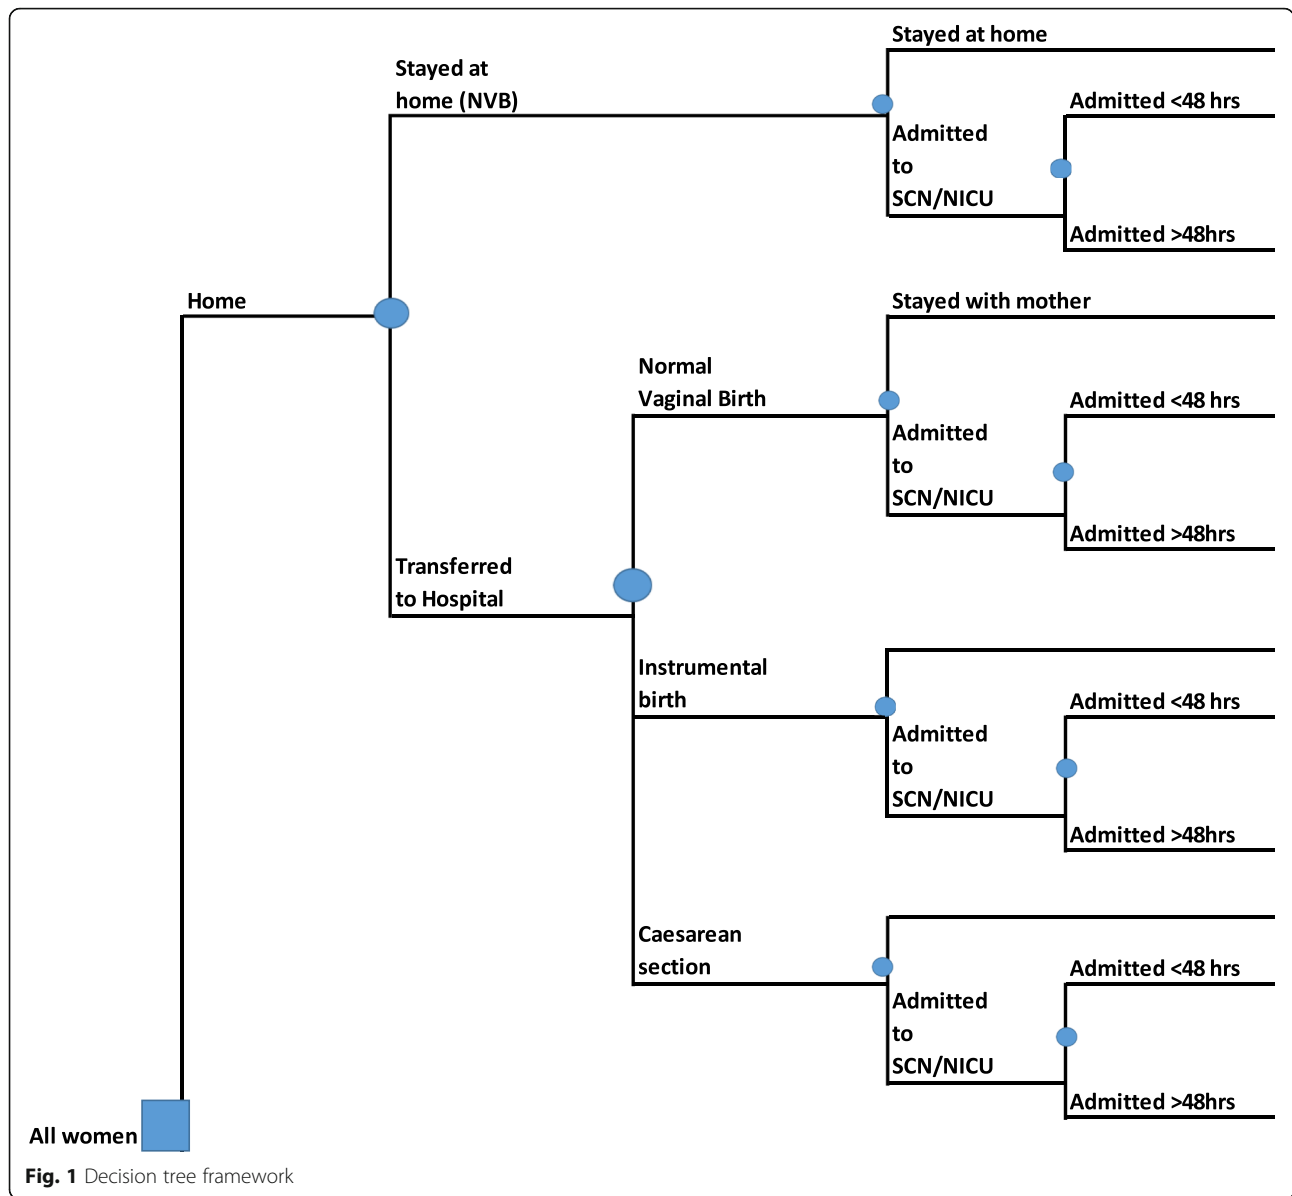 Stayed at home
Stayed at
home (NVB)
Admitted <48 hrs
Admitted
to
SCN/NICU
Admitted >48hrs
Home
Stayed with mother
Normal
Vaginal Birth
Admitted <48 hrs
Admitted
to
SCN/NICU
Admitted >48hrs
Transferred
to Hospital
Instrumental
birth
Admitted <48 hrs
Admitted
to
SCN/NICU
Admitted >48hrs
Caesarean
section
Admitted <48 hrs
Admitted
to
SCN/NICU
Admitted >48hrs
All women
Fig. 1 Decision tree framework